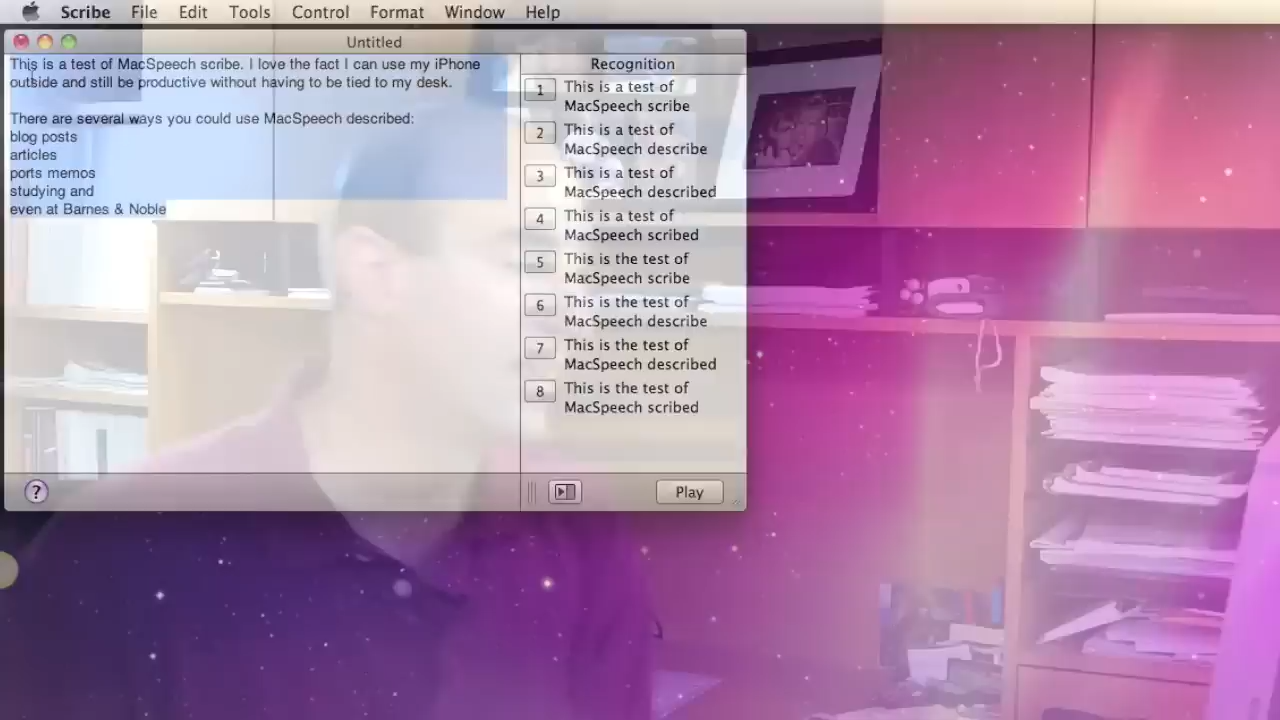 Scribe File Edit Tools Control Format Window Help
Untitled
This is a test of MacSpeech scribe. I love the fact I can use my iPhone
outside and still be productive without having to be tied to my desk.
There are several ways you could use MacSpeech described:
blog posts
articles
ports memos
studying and
even at Barnes & Noble
Recognition
1 This is a test of
MacSpeech scribe
2 This is a test of
MacSpeech describe
3 This is a test of
MacSpeech described
4 This is a test of
MacSpeech scribed
5 This is the test of
MacSpeech scribe
6 This is the test of
MacSpeech describe
7 This is the test of
MacSpeech described
8 This is the test of
MacSpeech scribed
?
Play